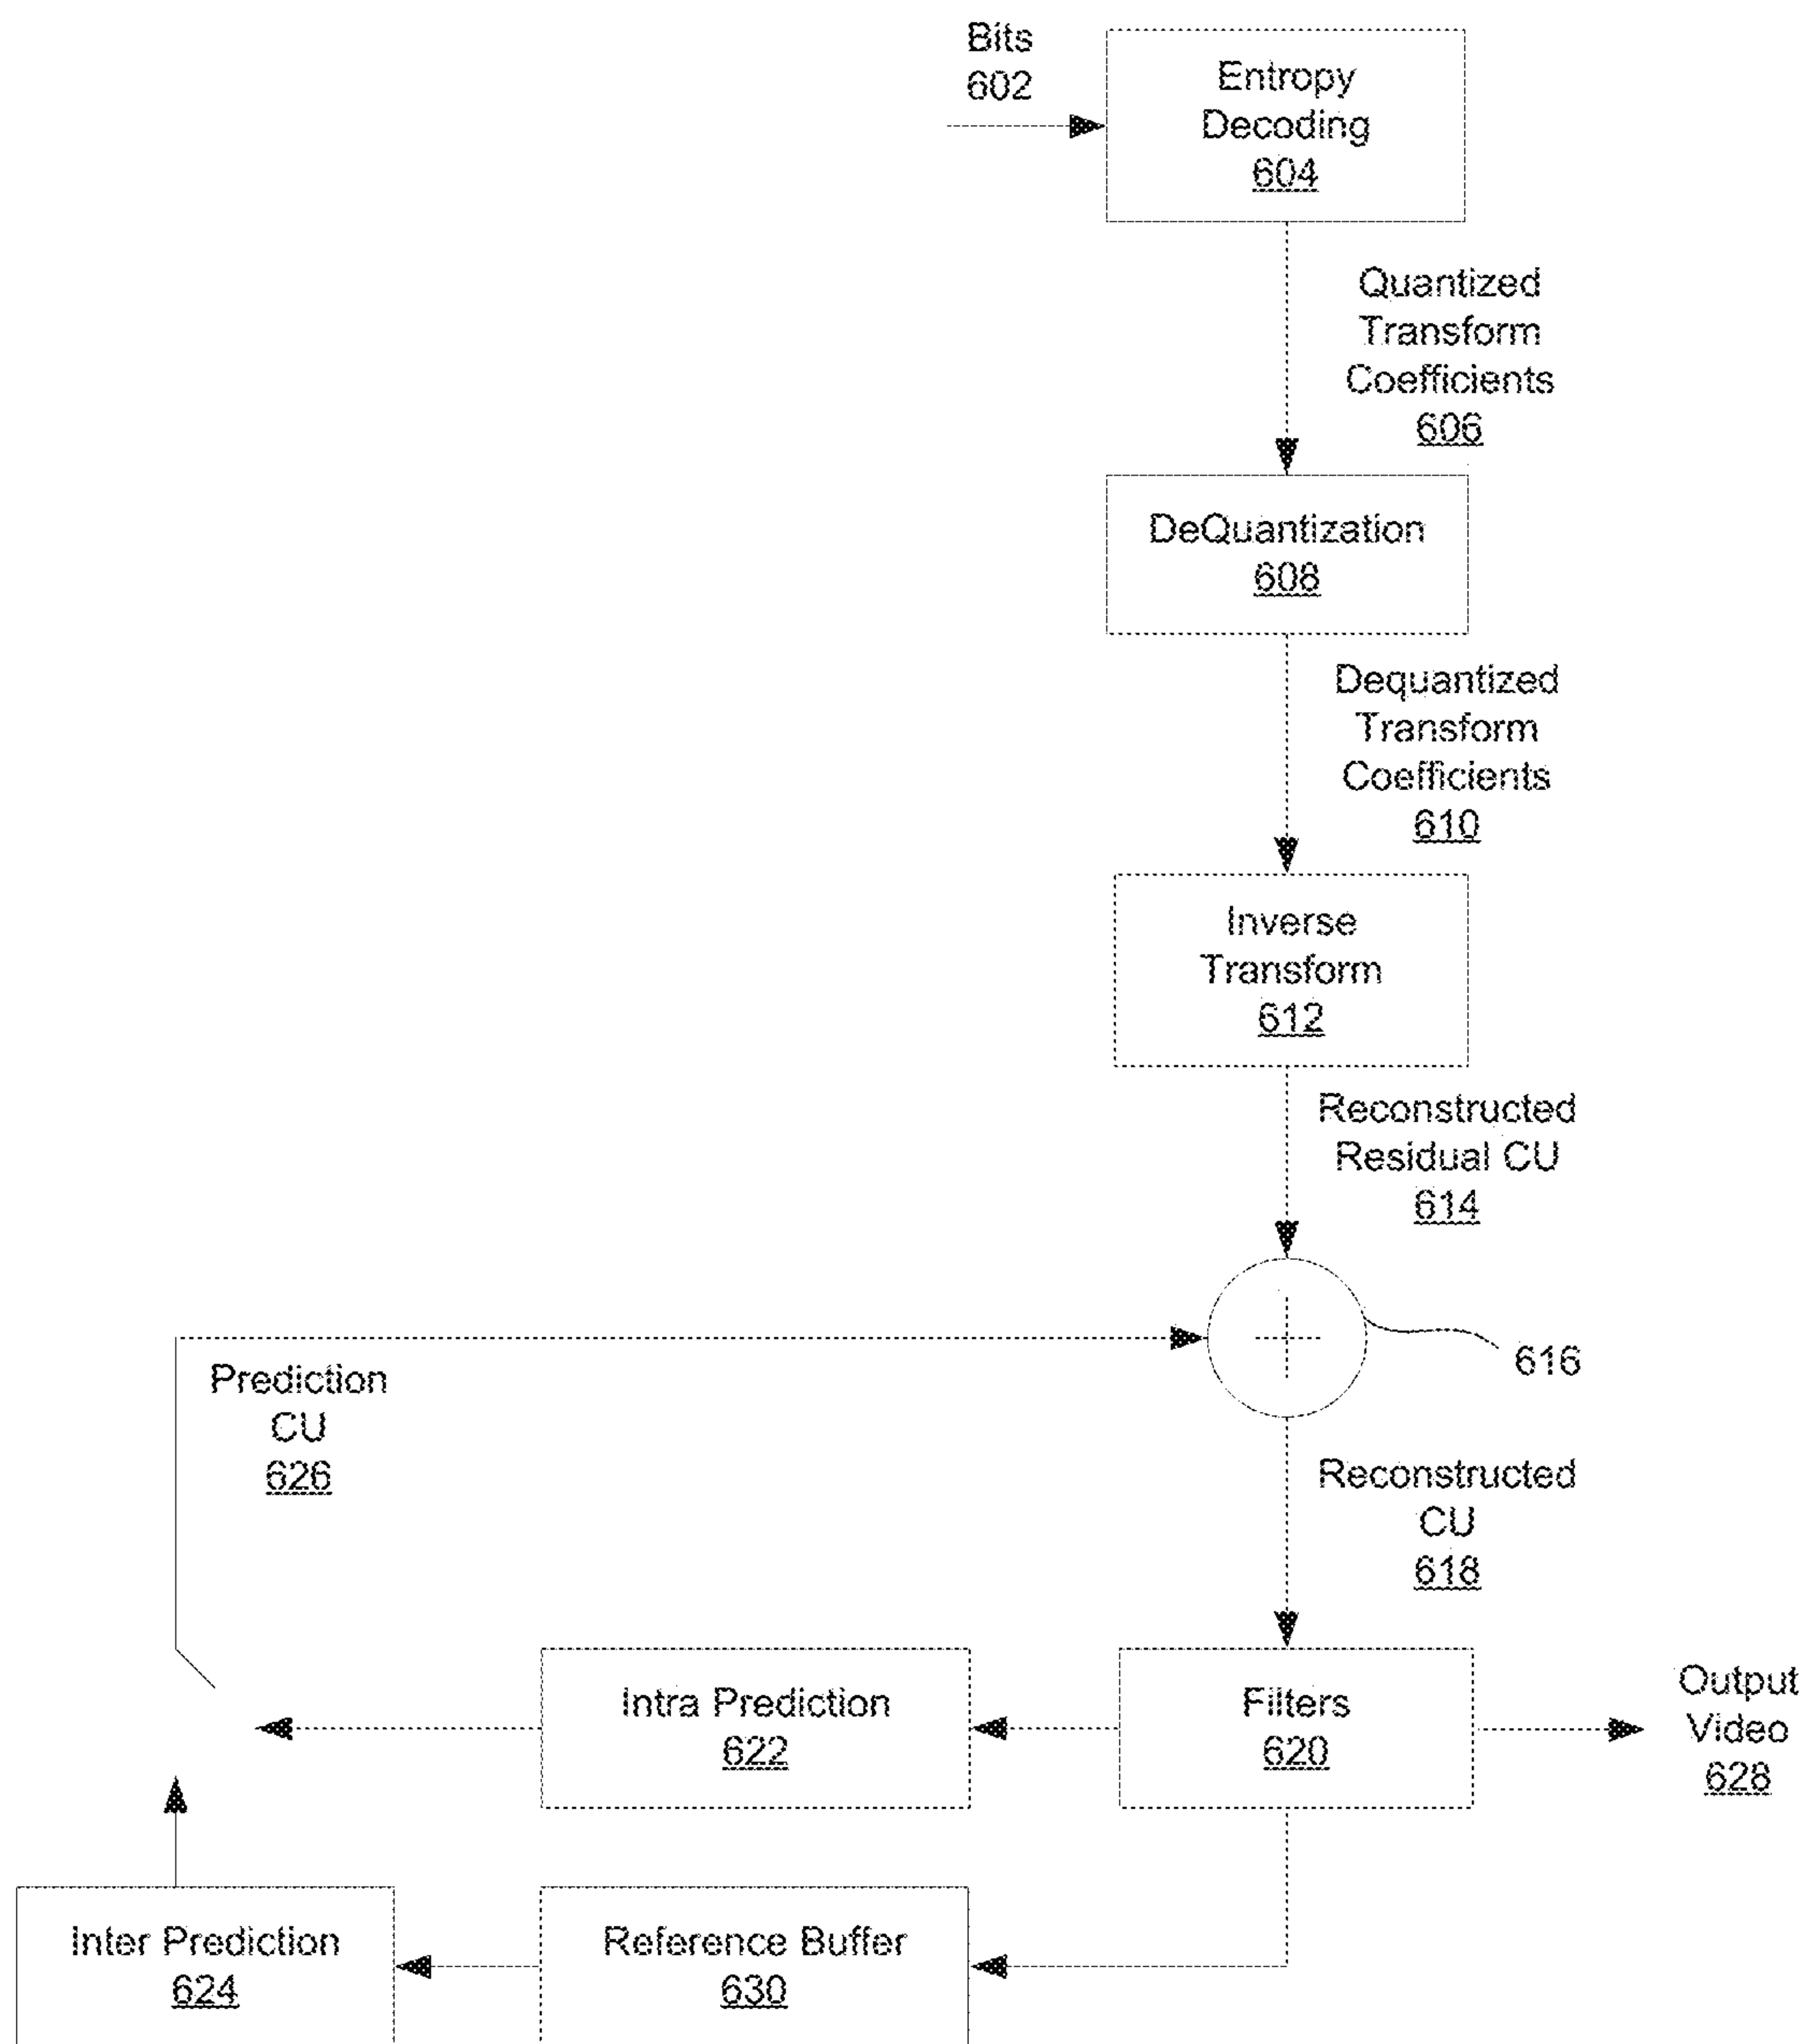 Bits
602
Entropy
Decoding
604
Quantized
Transform
Coefficients
606
DeQuantization
608
Dequantized
Transform
Coefficients
610
Inverse
Transform
612
Reconstructed
Residual CU
614
616
Prediction
CU
626
Reconstructed
CU
618
Intra Prediction
622
Filters
620
Output
Video
628
Inter Prediction
624
Reference Buffer
630